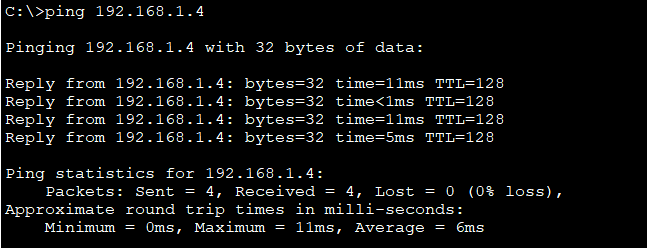 C:\>ping 192.168.1.4
Pinging 192.168.1.4 with 32 bytes of data:
Reply from 192.168.1.4: bytes=32 time=11ms TTL=128
Reply from 192.168.1.4: bytes=32 time<1ms TTL=128
Reply from 192.168.1.4: bytes=32 time=11ms TTL=128
Reply from 192.168.1.4: bytes=32 time=5ms TTL=128
Ping statistics for 192.168.1.4:
Packets: Sent = 4, Received = 4, Lost = 0 (0% loss),
Approximate round trip times in milli-seconds:
Minimum = 0ms, Maximum = 11ms, Average = 6ms